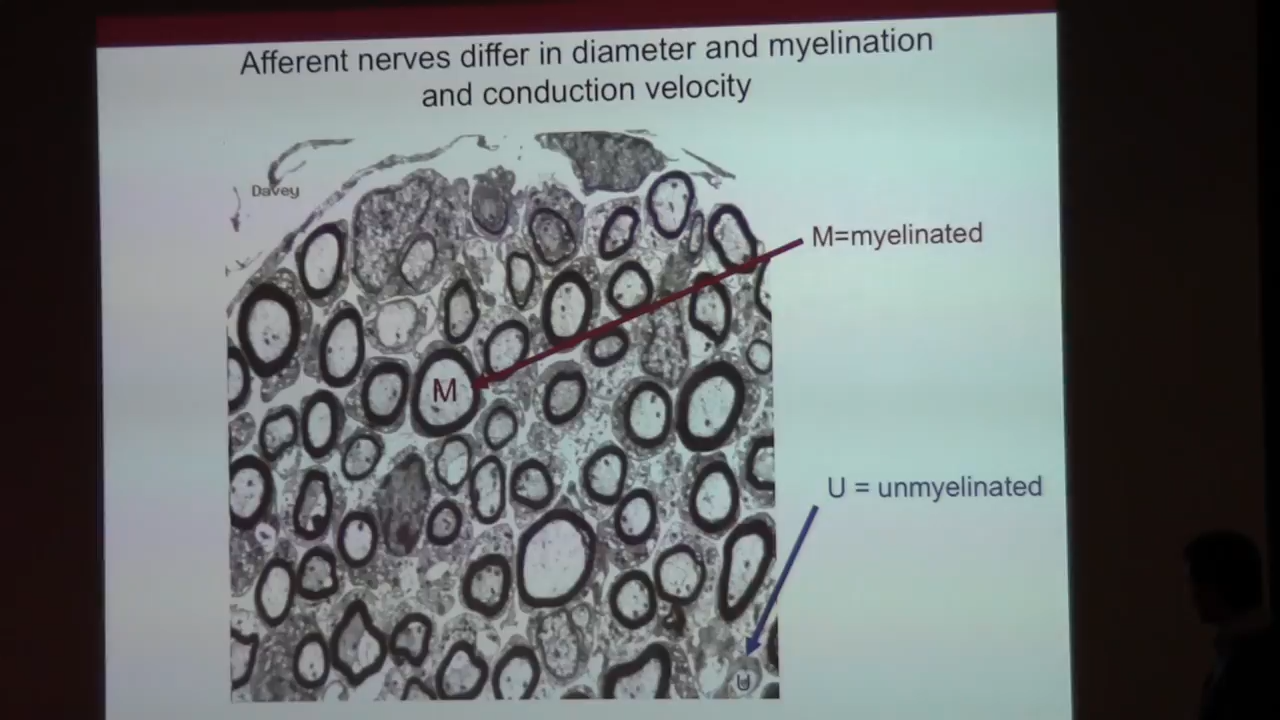 Afferent nerves differ in diameter and myelination
and conduction velocity
Davey
M=myelinated
M
U = unmyelinated
U